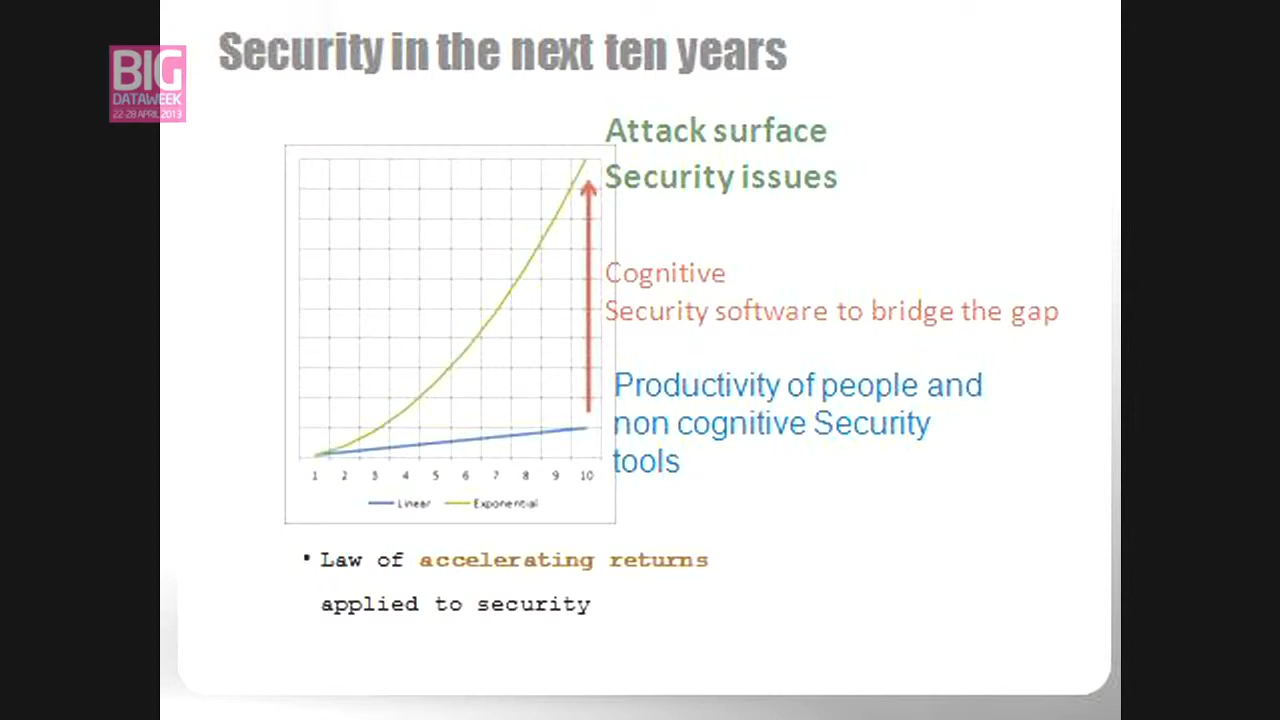 Security in the next ten years
BIG
DATAWEEK
22-28 APRIL 2013
Attack surface
Security issues
Cognitive
Security software to bridge the gap
Productivity of people and
non cognitive Security
tools
1 2 3 4 5 6 7 8 9 10
Linear Exponential
• Law of accelerating returns
applied to security